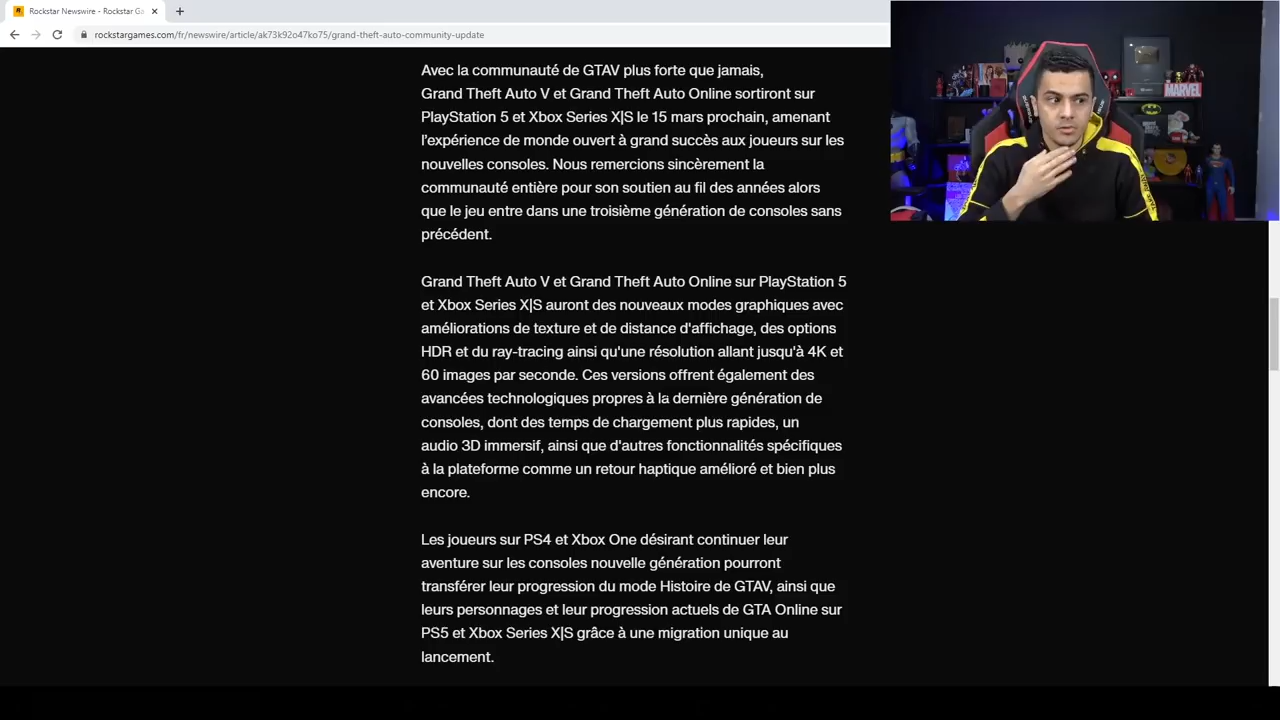 Rockstar Newswire - Rockstar Ga
rockstargames.com/fr/newswire/article/ak73k92o47ko75/grand-theft-auto-community-update
MARVEL
Avec la communauté de GTAV plus forte que jamais,
Grand Theft Auto V et Grand Theft Auto Online sortiront sur
PlayStation 5 et Xbox Series X|S le 15 mars prochain, amenant
l'expérience de monde ouvert à grand succès aux joueurs sur les
nouvelles consoles. Nous remercions sincèrement la
communauté entière pour son soutien au fil des années alors
que le jeu entre dans une troisième génération de consoles sans
précédent.
Grand Theft Auto V et Grand Theft Auto Online sur PlayStation 5
et Xbox Series X|S auront des nouveaux modes graphiques avec
améliorations de texture et de distance d'affichage, des options
HDR et du ray-tracing ainsi qu'une résolution allant jusqu'à 4K et
60 images par seconde. Ces versions offrent également des
avancées technologiques propres à la dernière génération de
consoles, dont des temps de chargement plus rapides, un
audio 3D immersif, ainsi que d'autres fonctionnalités spécifiques
à la plateforme comme un retour haptique amélioré et bien plus
encore.
Les joueurs sur PS4 et Xbox One désirant continuer leur
aventure sur les consoles nouvelle génération pourront
transférer leur progression du mode Histoire de GTAV, ainsi que
leurs personnages et leur progression actuels de GTA Online sur
PS5 et Xbox Series X|S grâce à une migration unique au
lancement.